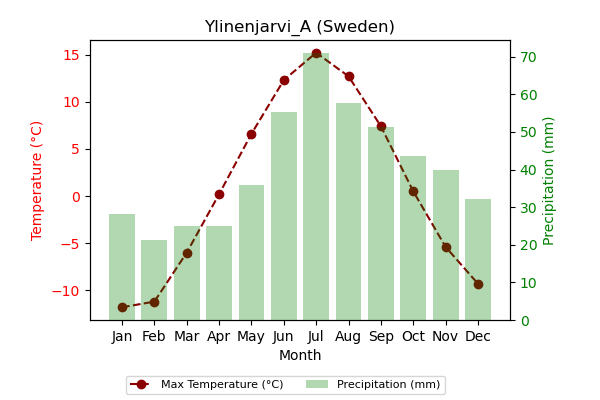 Ylinenjarvi_A (Sweden)
15
10
5
0
−5
−10
Temperature (°C)
70
60
50
40
30
20
10
0
Precipitation (mm)
Jan Feb Mar Apr May Jun Jul Aug Sep Oct Nov Dec
Month
Max Temperature (°C) Precipitation (mm)